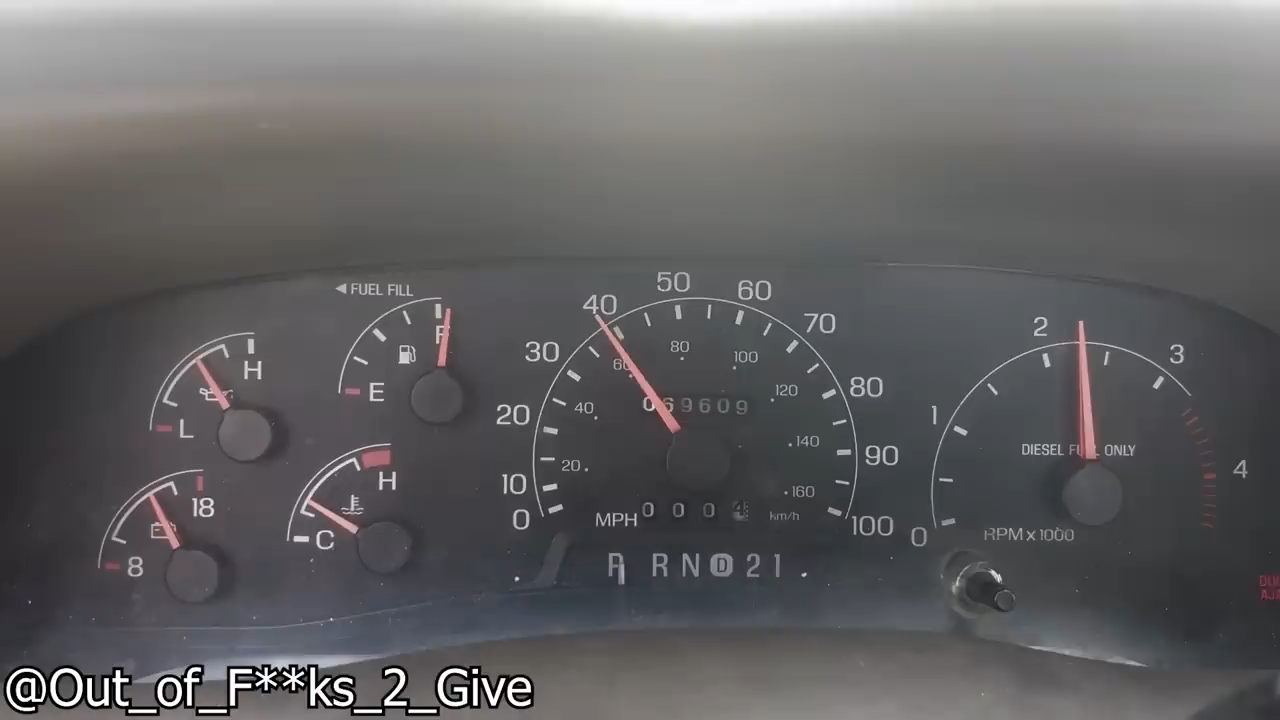 ◄ FUEL FILL
F
E
H
L
18
8
H
C
0 10 20 30 40 50 60 70 80 90 100
20 40 60 80 100 120 140 160
069609
MPH
000
km/h
P R N D 2 1
0 1 2 3 4
DIESEL FUEL ONLY
RPM x 1000
@Out_of_F**ks_2_Give